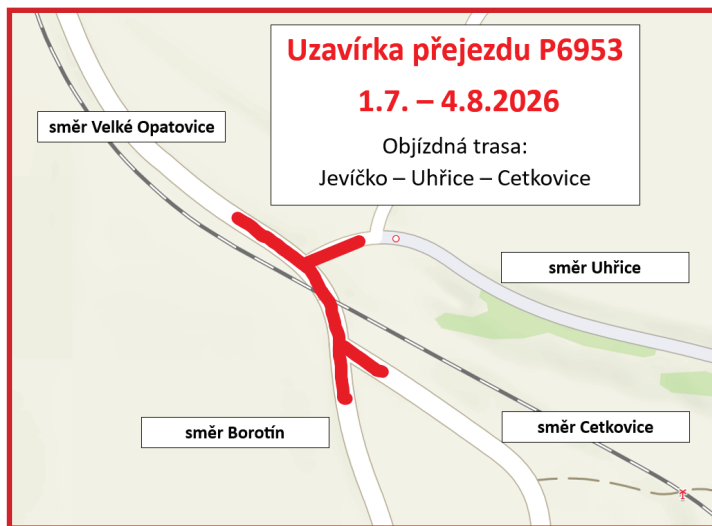 Uzavírka přejezdu P6953
1.7. – 4.8.2026
Objízdná trasa:
Jevíčko – Uhřice – Cetkovice
směr Velké Opatovice
směr Uhřice
směr Borotín
směr Cetkovice